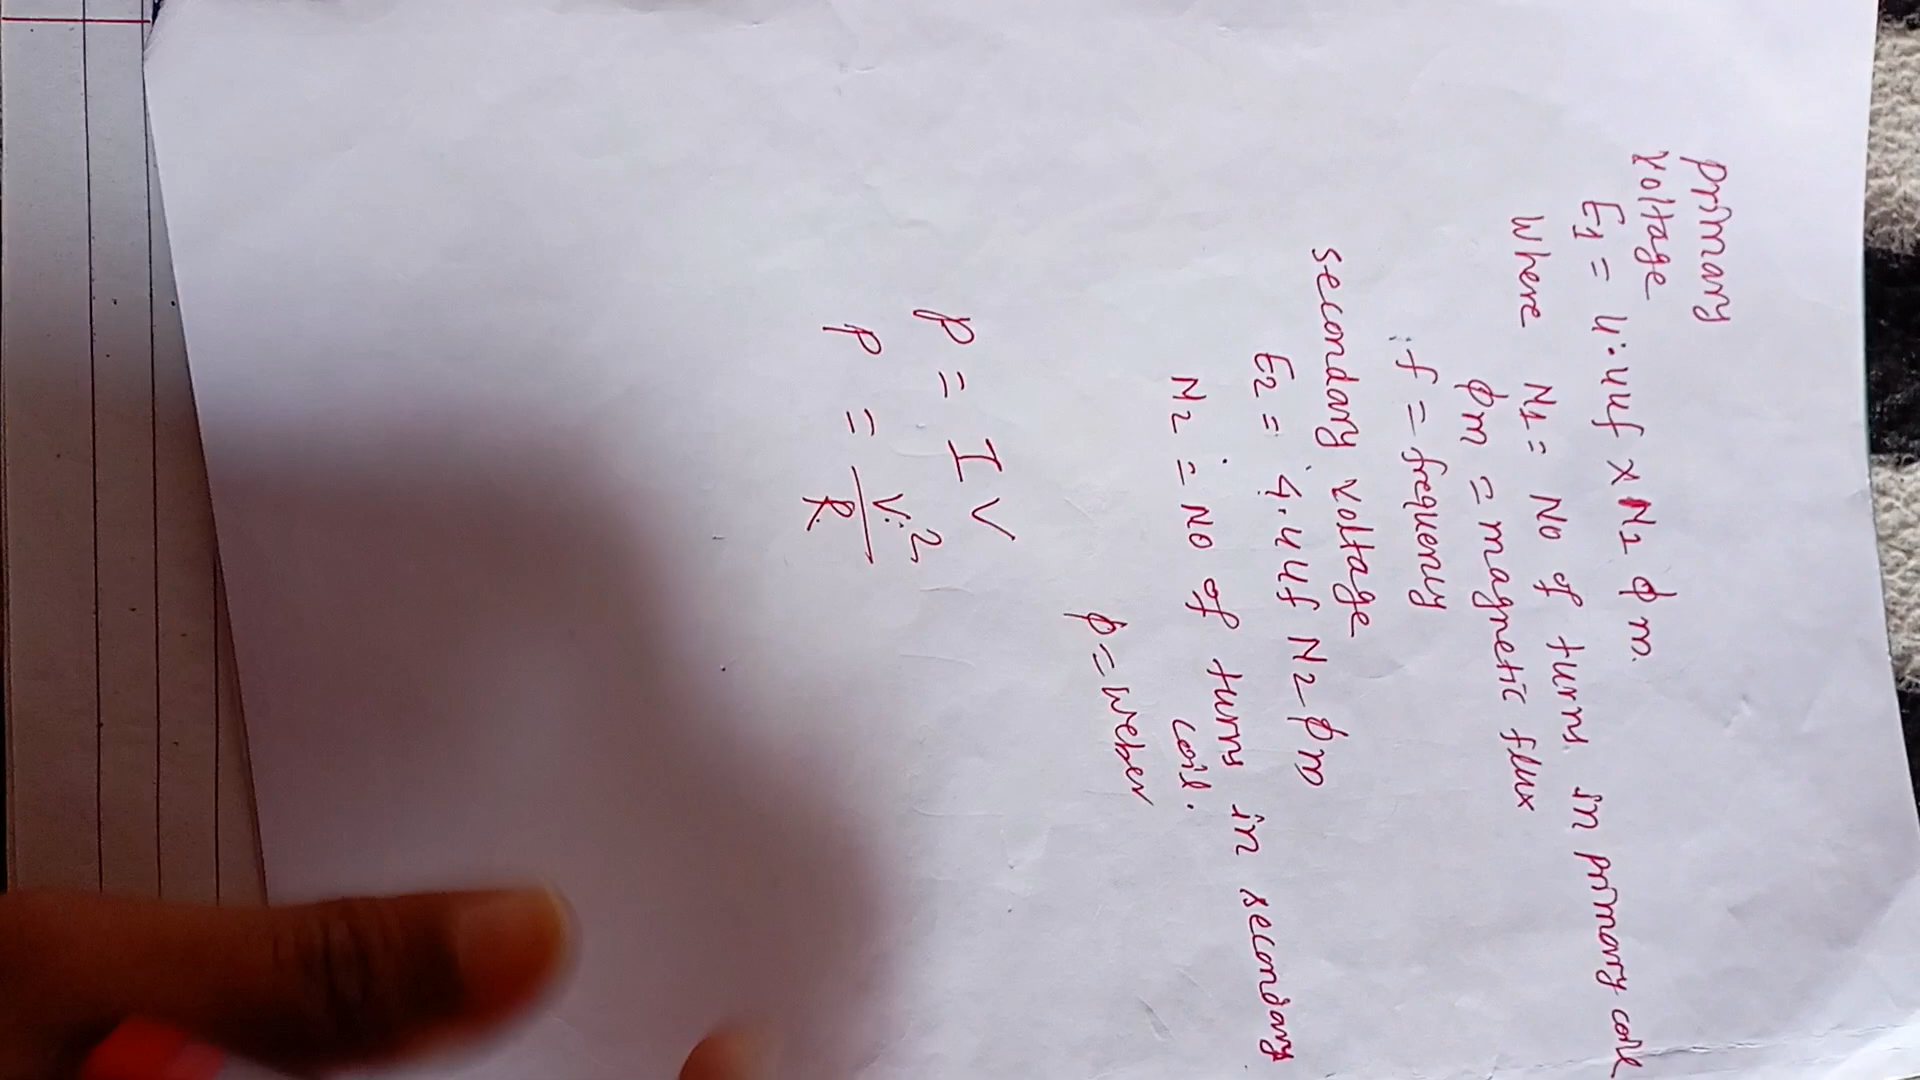 primary
voltage
E1 = 4.44f × N1 ϕm.
Where N1 = No of turns in primary coil
ϕm = magnetic flux
f = frequency
secondary voltage
E2 = 4.44f N2 ϕm
N2 = No of turns in secondary
coil.
ϕ = weber
P = IV
P = V²/R